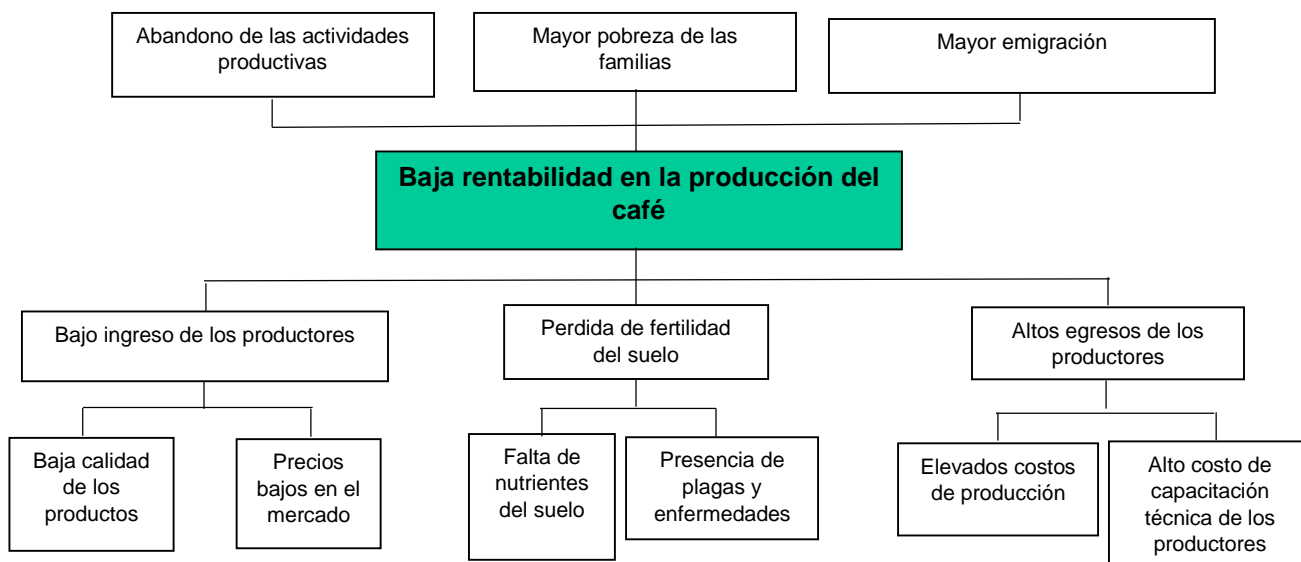 Abandono de las actividades
productivas
Mayor pobreza de las
familias
Mayor emigración
Baja rentabilidad en la producción del
café
Bajo ingreso de los productores
Perdida de fertilidad
del suelo
Altos egresos de los
productores
Baja calidad
de los
productos
Precios
bajos en el
mercado
Falta de
nutrientes
del suelo
Presencia de
plagas y
enfermedades
Elevados costos
de producción
Alto costo de
capacitación
técnica de los
productores